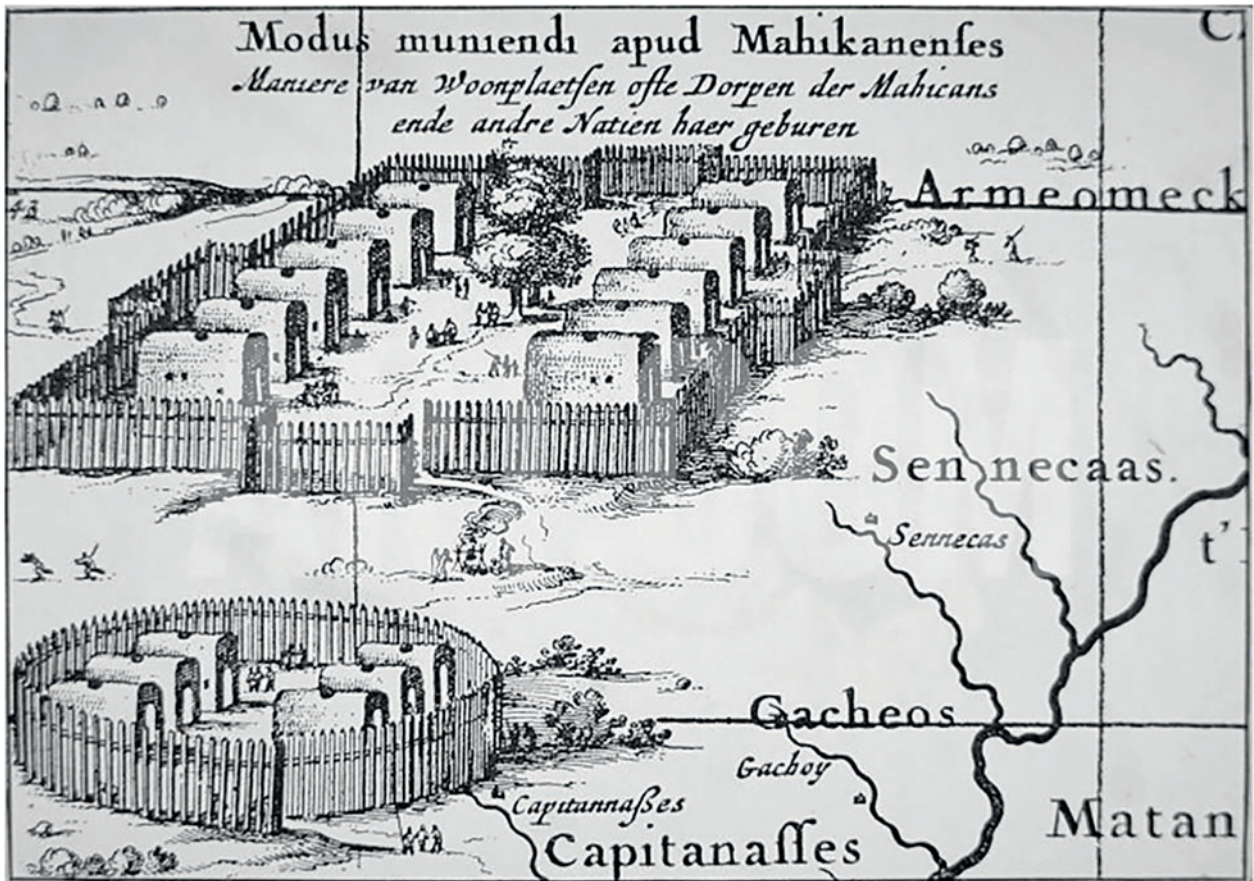 Modus muniendi apud Mahikanenſes
Maniere van Woonplaetſen ofte Dorpen der Mahicans
ende andre Natien haer geburen
C
43
Armeomeck
Sennecaas.
Sennecas
t'
Gacheos
Gachoy
Capitannaßes
Capitanaſſes
Matan